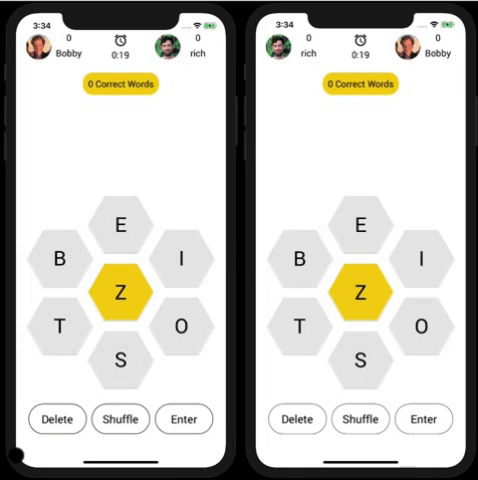 3:34
0
Bobby
0:19
0
rich
0 Correct Words
E
B
I
Z
T
O
S
Delete
Shuffle
Enter
3:34
0
rich
0:19
0
Bobby
0 Correct Words
E
B
I
Z
T
O
S
Delete
Shuffle
Enter